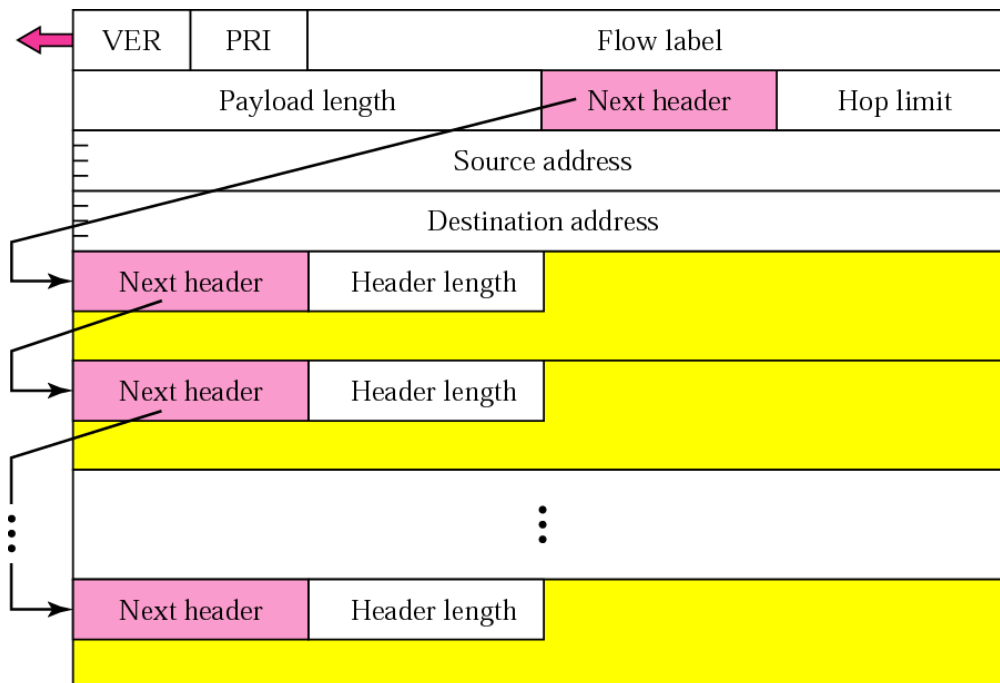 VER PRI Flow label
Payload length Next header Hop limit
Source address
Destination address
Next header Header length
Next header Header length
Next header Header length